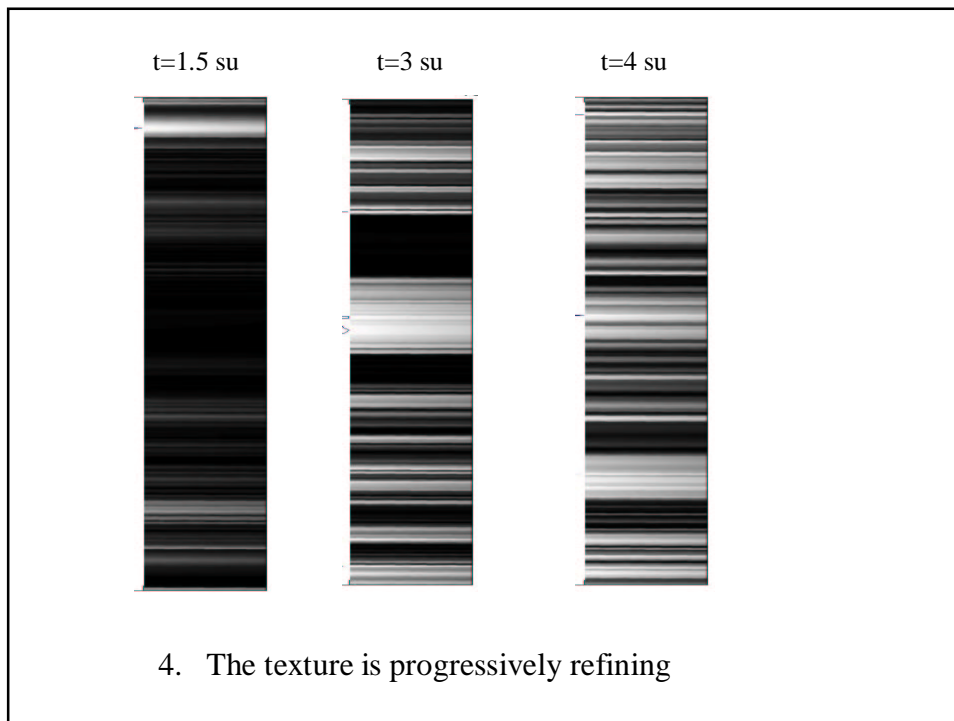 t=1.5 su t=3 su t=4 su
4. The texture is progressively refining